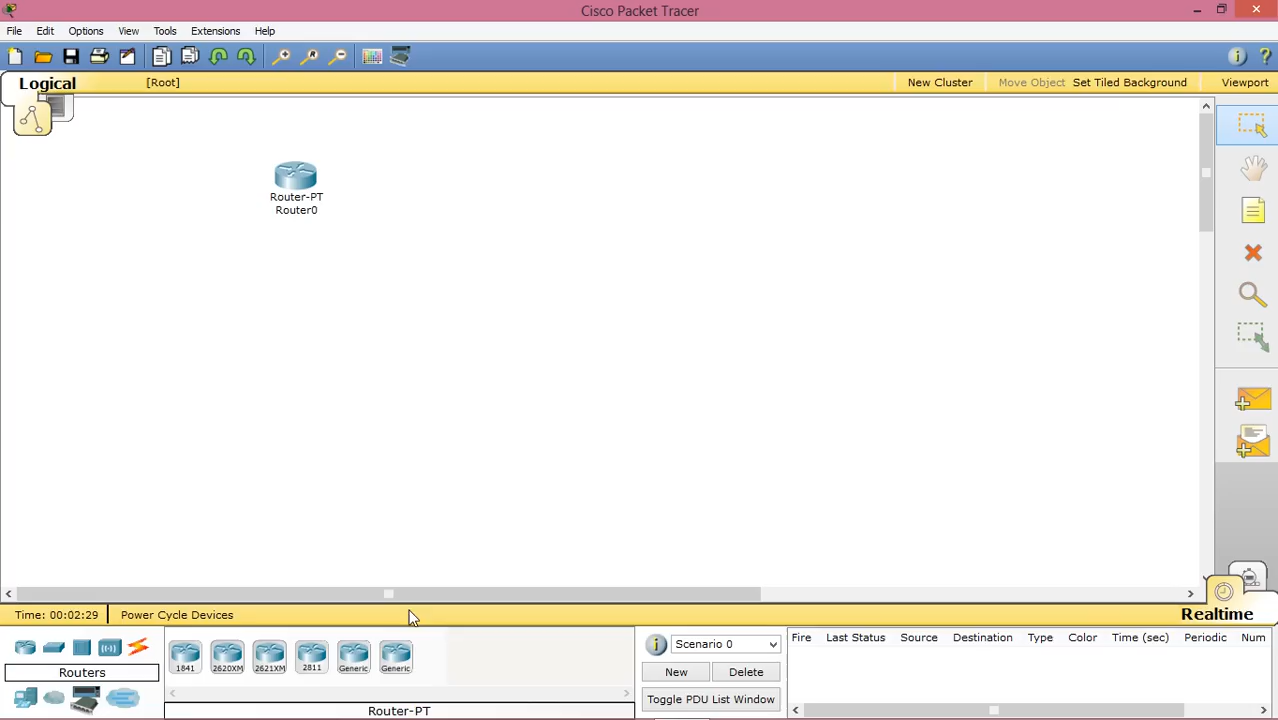 Cisco Packet Tracer
File Edit Options View Tools Extensions Help
Logical [Root] New Cluster Move Object Set Tiled Background Viewport
Router-PT
Router0
Time: 00:02:29 Power Cycle Devices Realtime
Routers
1841 2620XM 2621XM 2811 Generic Generic
Router-PT
Scenario 0
New Delete
Toggle PDU List Window
Fire Last Status Source Destination Type Color Time (sec) Periodic Num